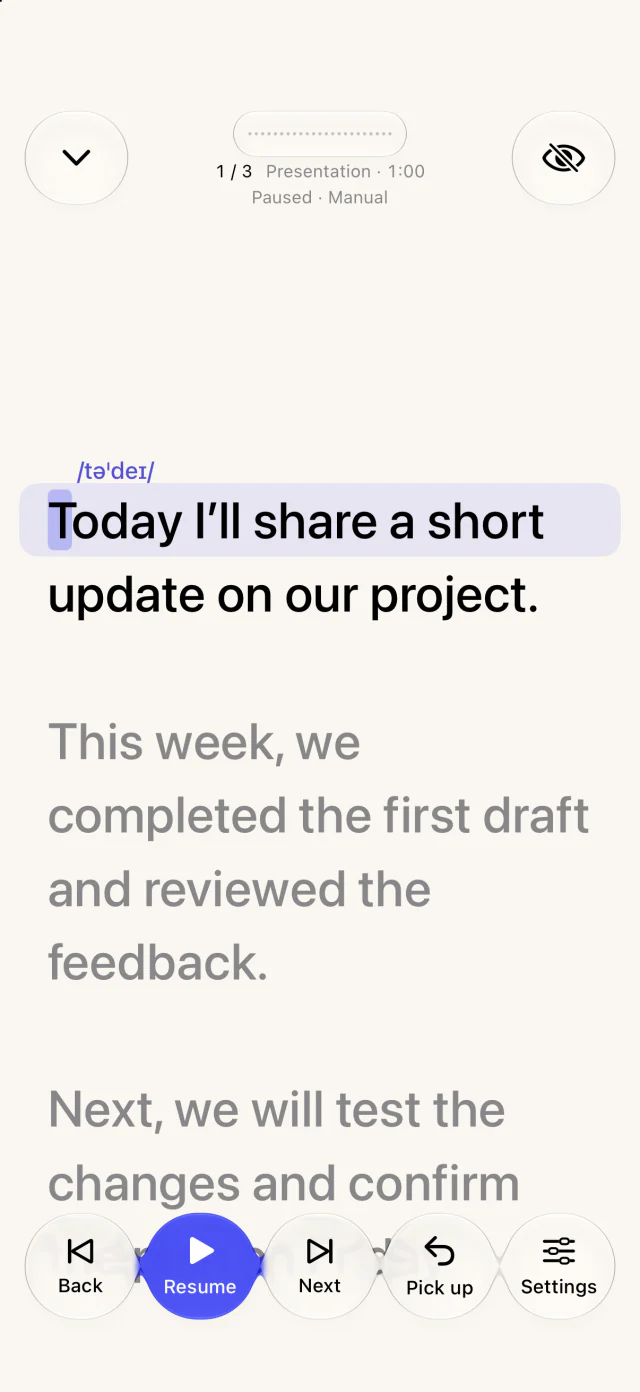 1 / 3 Presentation · 1:00
Paused · Manual
/təˈdeɪ/
Today I’ll share a short
update on our project.
This week, we
completed the first draft
and reviewed the
feedback.
Next, we will test the
changes and confirm
Back
Resume
Next
Pick up
Settings